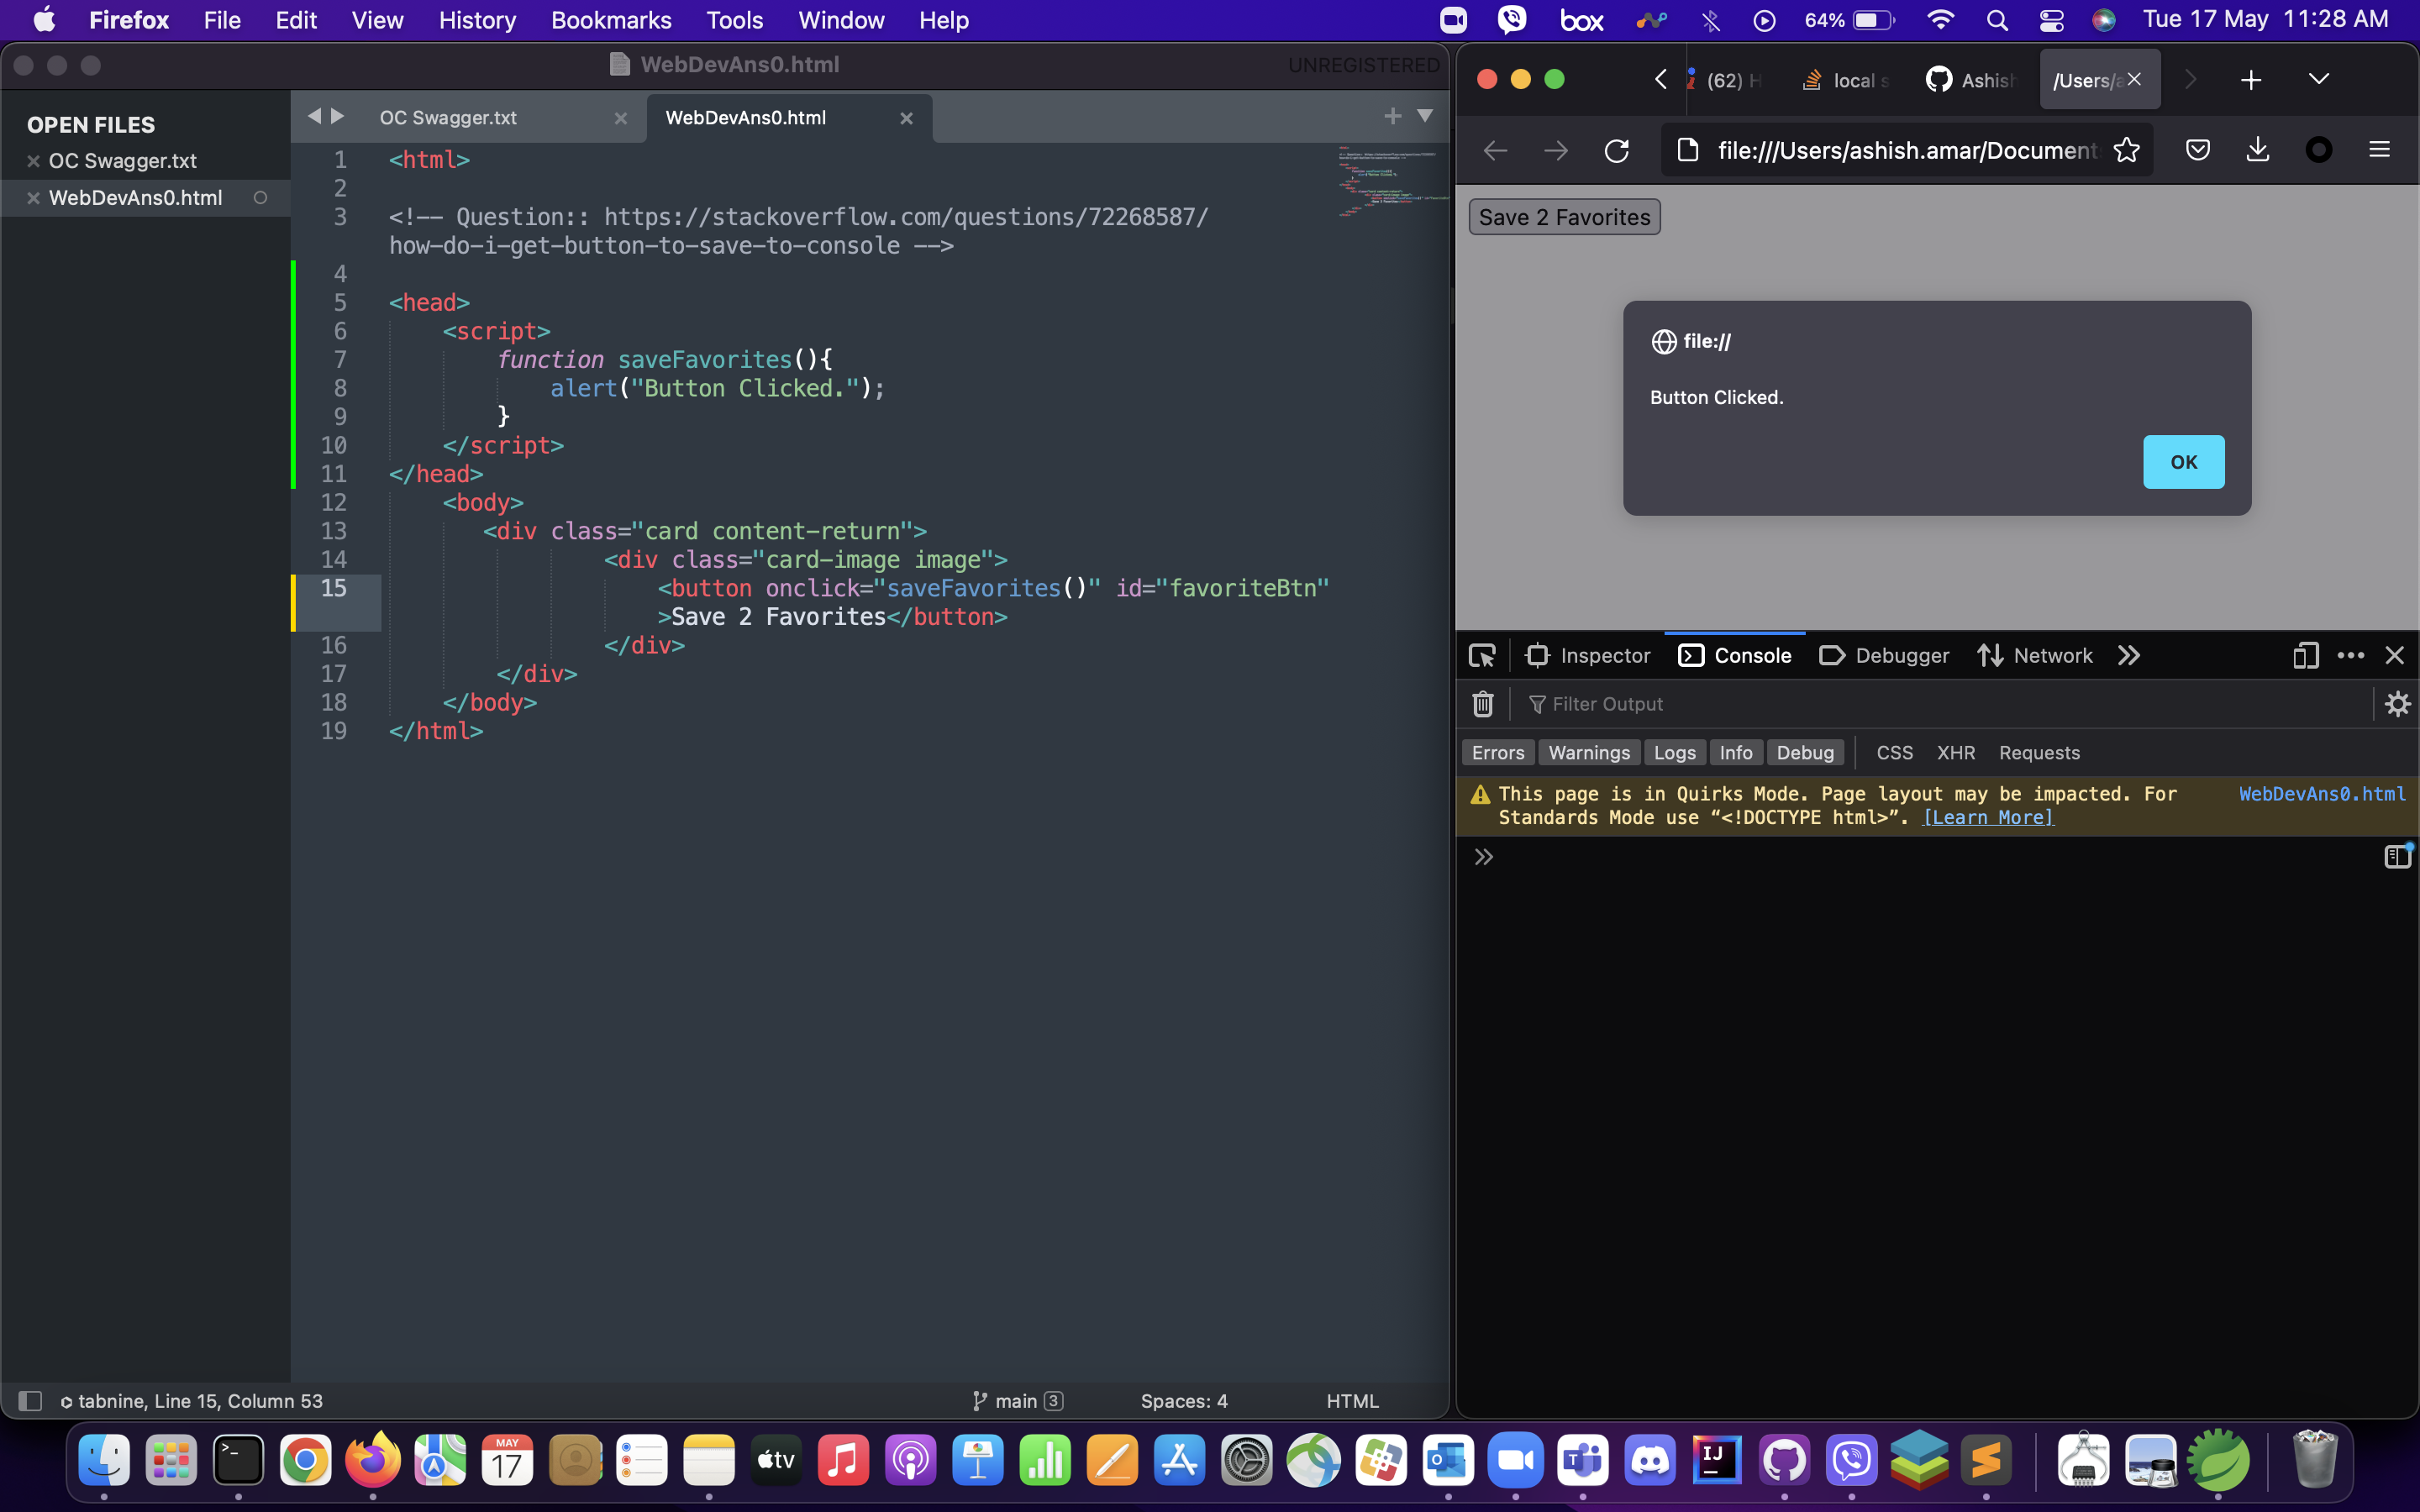 Firefox File Edit View History Bookmarks Tools Window Help
box 64% Tue 17 May 11:28 AM
WebDevAns0.html
UNREGISTERED
OPEN FILES
OC Swagger.txt
WebDevAns0.html
OC Swagger.txt WebDevAns0.html
1 <html>
2
3 <!-- Question:: https://stackoverflow.com/questions/72268587/
how-do-i-get-button-to-save-to-console -->
4
5 <head>
6 <script>
7 function saveFavorites(){
8 alert("Button Clicked.");
9 }
10 </script>
11 </head>
12 <body>
13 <div class="card content-return">
14 <div class="card-image image">
15 <button onclick="saveFavorites()" id="favoriteBtn"
>Save 2 Favorites</button>
16 </div>
17 </div>
18 </body>
19 </html>
tabnine, Line 15, Column 53
main 3
Spaces: 4
HTML
(62) H local s Ashish /Users/a
file:///Users/ashish.amar/Document
Save 2 Favorites
file://
Button Clicked.
OK
Inspector Console Debugger Network
Filter Output
Errors Warnings Logs Info Debug CSS XHR Requests
This page is in Quirks Mode. Page layout may be impacted. For WebDevAns0.html
Standards Mode use “<!DOCTYPE html>”. [Learn More]
MAY
17
tv
IJ